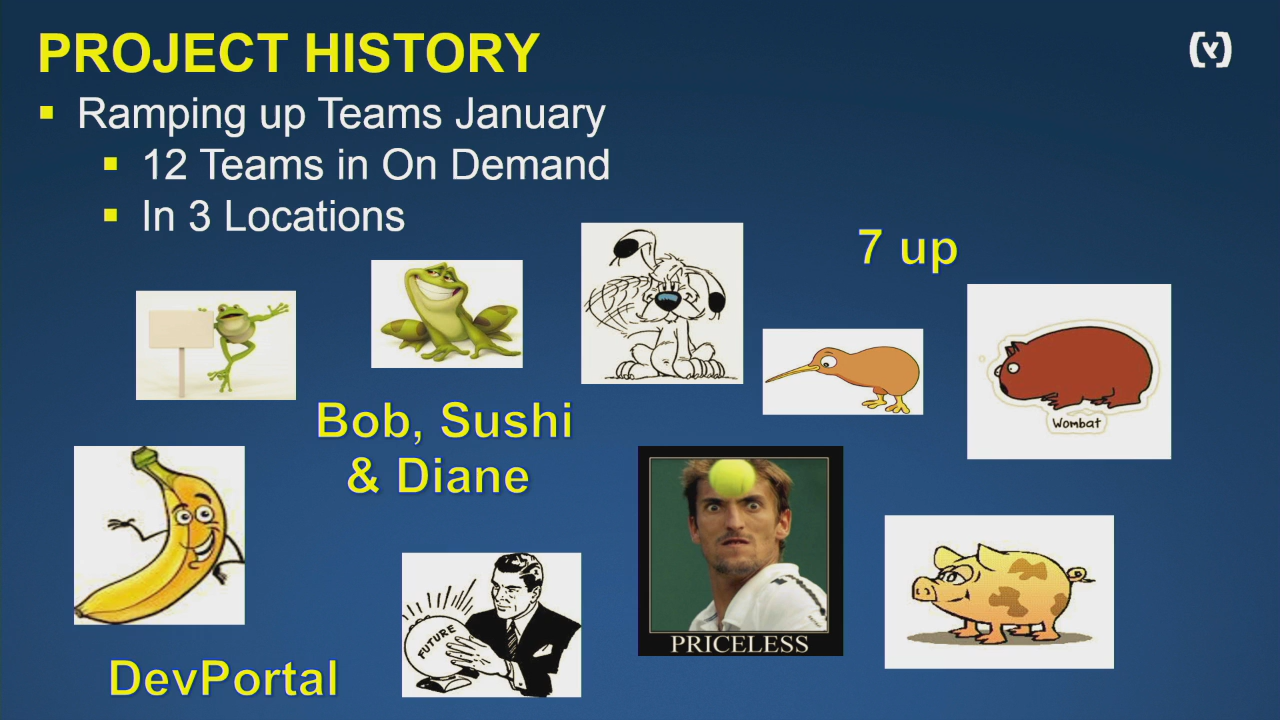 PROJECT HISTORY
Ramping up Teams January
12 Teams in On Demand
In 3 Locations
7 up
Wombat
Bob, Sushi
& Diane
FUTURE
PRICELESS
DevPortal